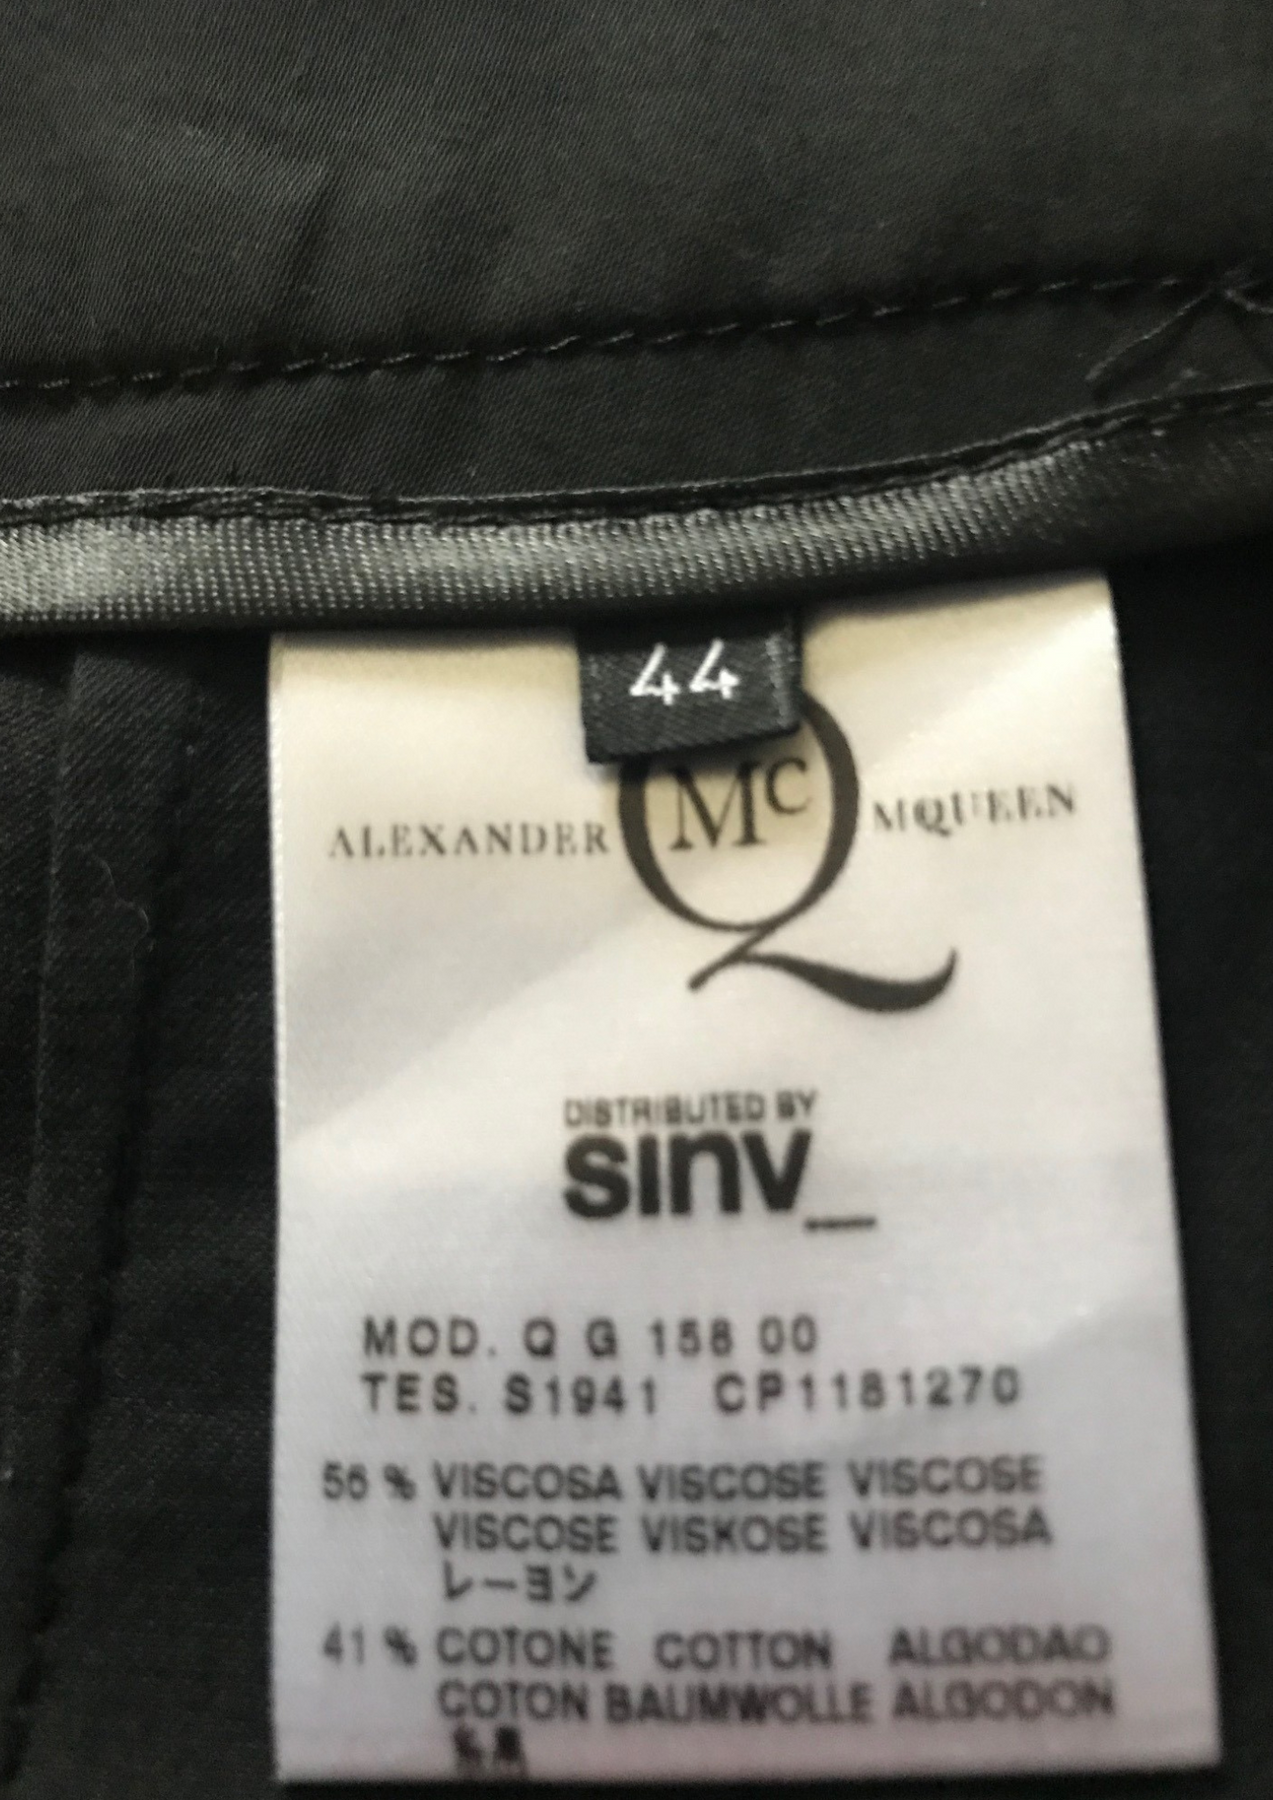 44
ALEXANDER McQ MQUEEN
DISTRIBUTED BY
sinv_
MOD. Q G 158 00
TES. S1941 CP1181270
56 % VISCOSA VISCOSE VISCOSE
VISCOSE VISKOSE VISCOSA
レーヨン
41 % COTONE COTTON ALGODAO
COTON BAUMWOLLE ALGODON